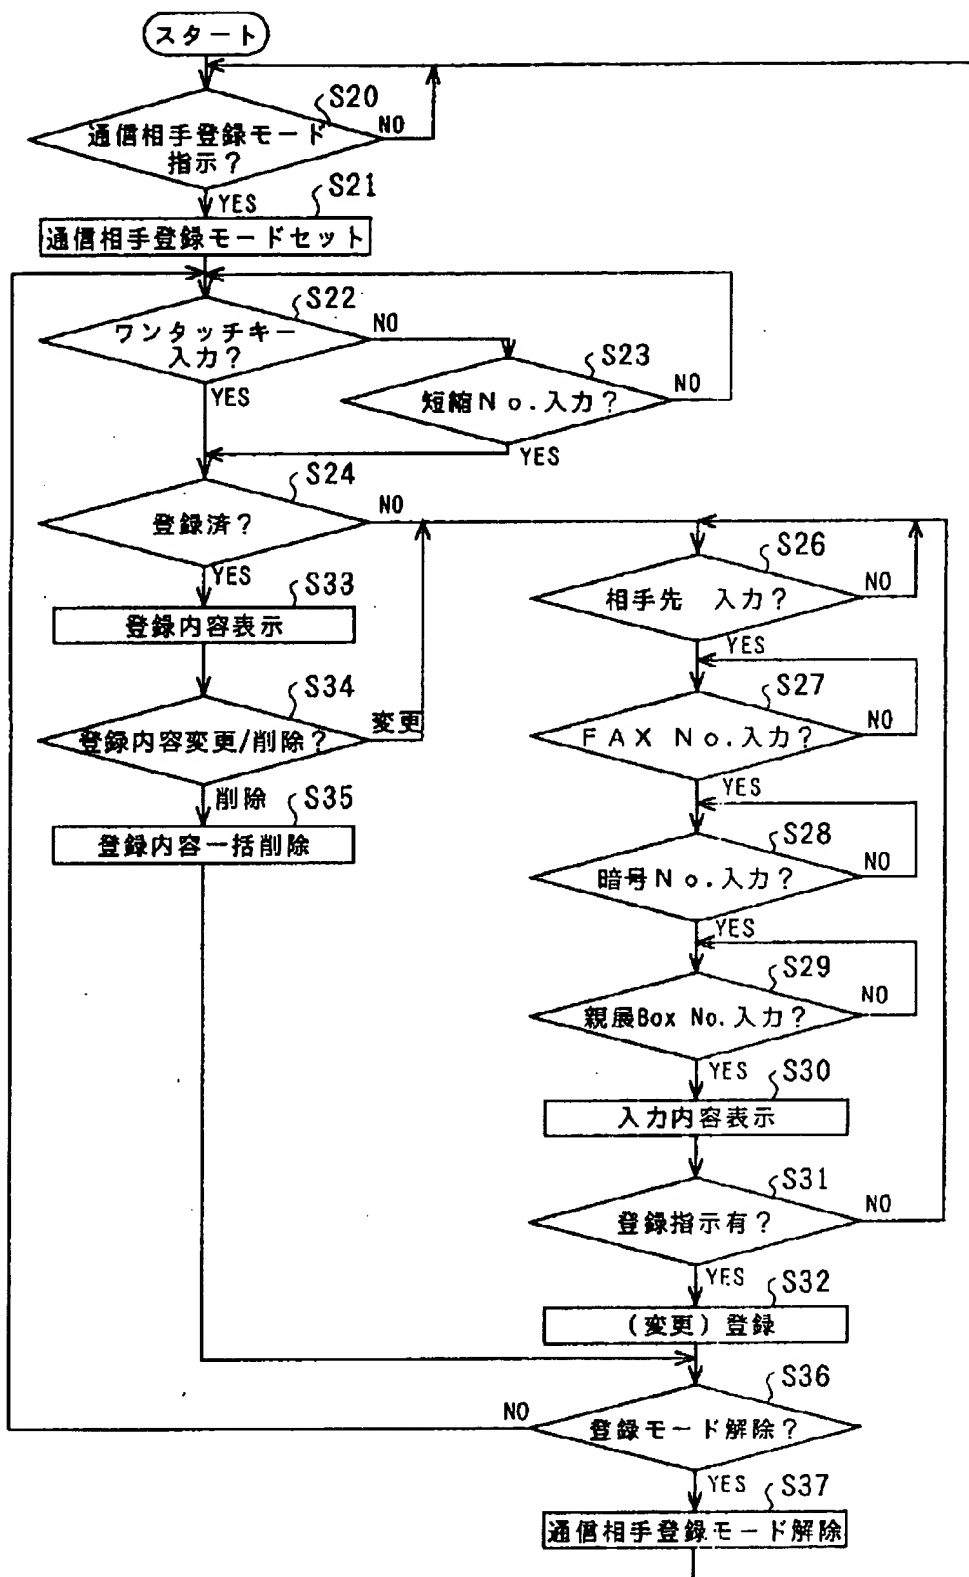 スタート
S20
通信相手登録モード
指示?
NO
YES
S21
通信相手登録モードセット
S22
ワンタッチキー
入力?
NO
YES
S23
短縮No.入力?
NO
YES
S24
登録済?
NO
YES
S33
登録内容表示
S34
登録内容変更/削除?
変更
削除
S35
登録内容一括削除
S26
相手先 入力?
NO
YES
S27
FAX No.入力?
NO
YES
S28
暗号No.入力?
NO
YES
S29
親展Box No.入力?
NO
YES
S30
入力内容表示
S31
登録指示有?
NO
YES
S32
(変更)登録
S36
登録モード解除?
NO
YES
S37
通信相手登録モード解除